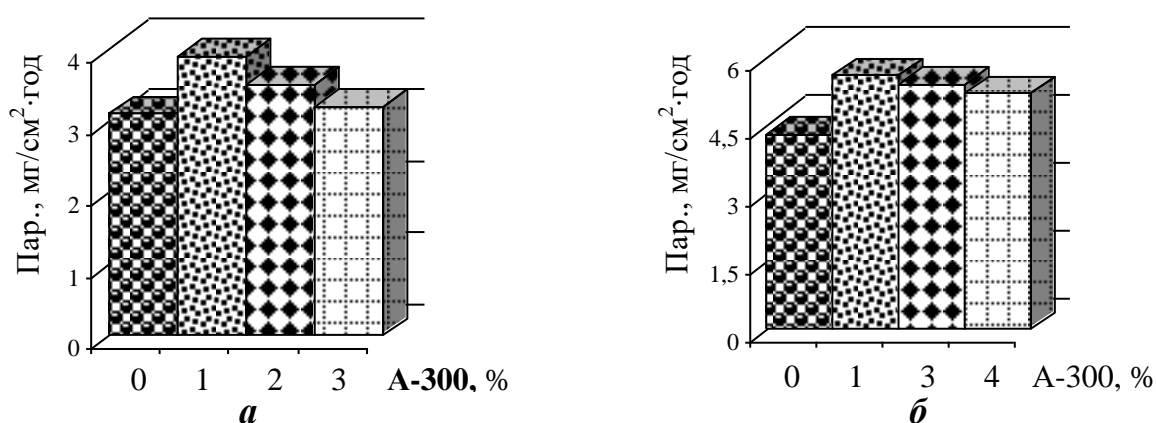 Пар., мг/см²·год
4
3
2
1
0
0 1 2 3 А-300, %
а
Пар., мг/см²·год
6
4,5
3
1,5
0
0 1 3 4 А-300, %
б